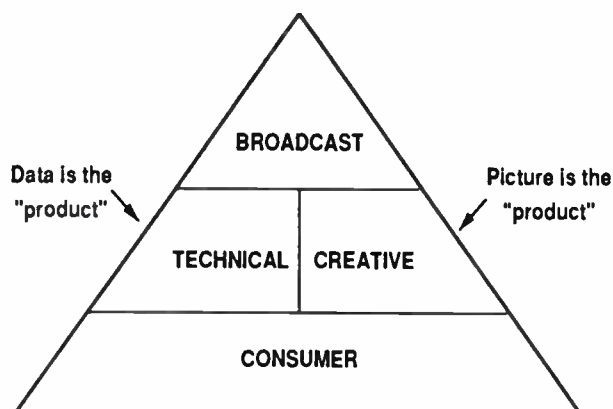 BROADCAST
Data is the
"product"
Picture is the
"product"
TECHNICAL
CREATIVE
CONSUMER